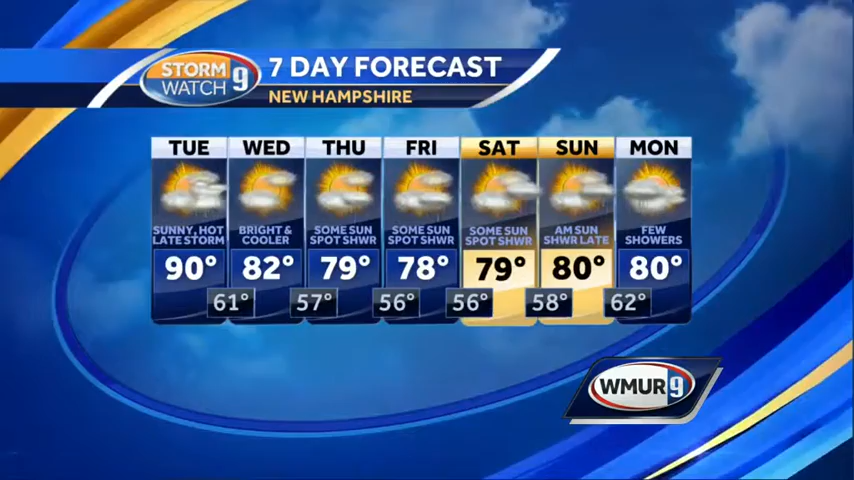 STORM
WATCH 9
7 DAY FORECAST
NEW HAMPSHIRE
TUE WED THU FRI SAT SUN MON
SUNNY, HOT BRIGHT & SOME SUN SOME SUN SOME SUN AM SUN FEW
LATE STORM COOLER SPOT SHWR SPOT SHWR SPOT SHWR SHWR LATE SHOWERS
90° 82° 79° 78° 79° 80° 80°
61° 57° 56° 56° 58° 62°
WMUR 9